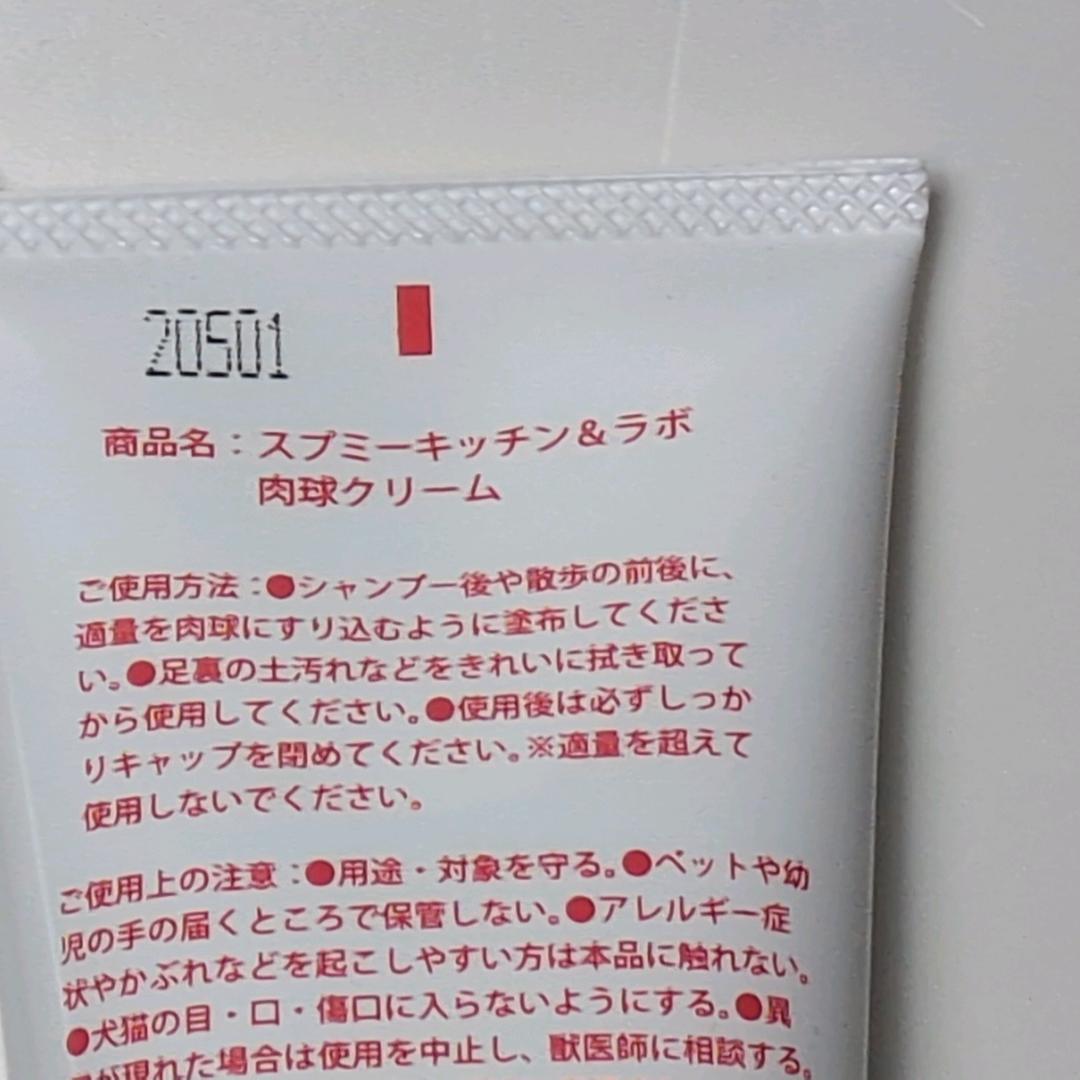 20501
商品名：スプミーキッチン&ラボ
肉球クリーム
ご使用方法：●シャンプー後や散歩の前後に、
適量を肉球にすり込むように塗布してくださ
い。●足裏の土汚れなどをきれいに拭き取って
から使用してください。●使用後は必ずしっか
りキャップを閉めてください。※適量を超えて
使用しないでください。
ご使用上の注意：●用途・対象を守る。●ペットや幼
児の手の届くところで保管しない。●アレルギー症
状やかぶれなどを起こしやすい方は本品に触れない。
●犬猫の目・口・傷口に入らないようにする。●異
が現れた場合は使用を中止し、獣医師に相談する。